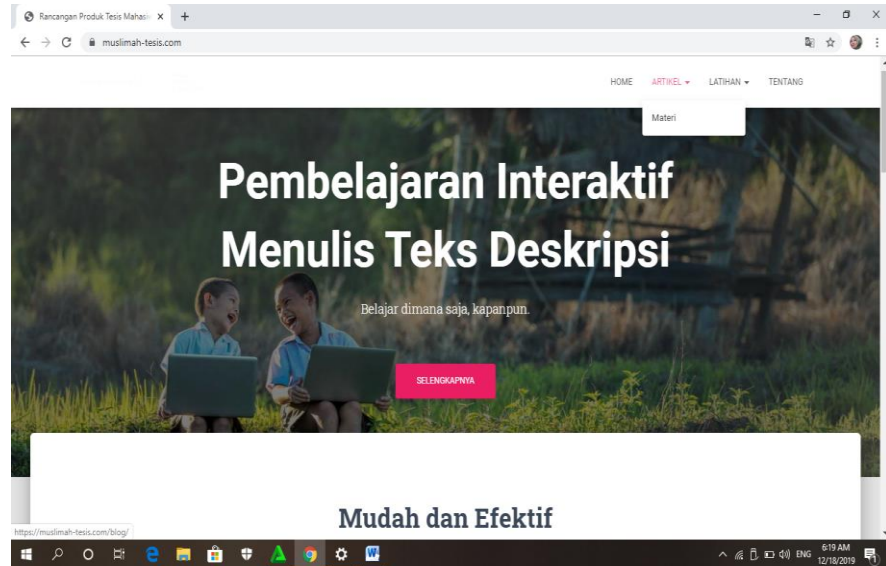 Rancangan Produk Tesis Mahasi
muslimah-tesis.com
HOME ARTIKEL LATIHAN TENTANG
Materi
Pembelajaran Interaktif
Menulis Teks Deskripsi
Belajar dimana saja, kapanpun.
SELENGKAPNYA
Mudah dan Efektif
https://muslimah-tesis.com/blog/
ENG
6:19 AM
12/18/2019